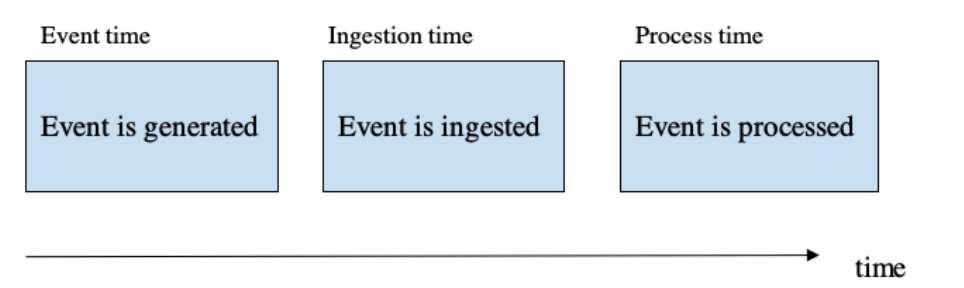 Event time
Ingestion time
Process time
Event is generated
Event is ingested
Event is processed
time